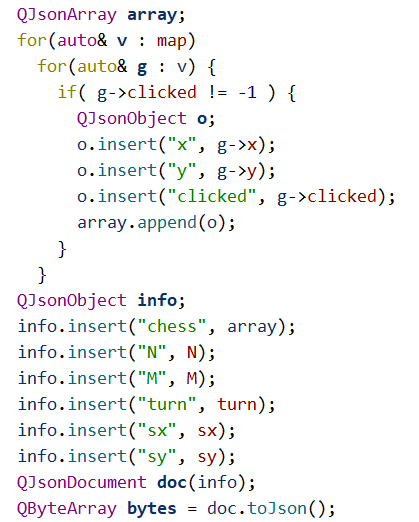 QJsonArray array;
for(auto& v : map)
  for(auto& g : v) {
    if( g->clicked != -1 ) {
      QJsonObject o;
      o.insert("x", g->x);
      o.insert("y", g->y);
      o.insert("clicked", g->clicked);
      array.append(o);
    }
  }
QJsonObject info;
info.insert("chess", array);
info.insert("N", N);
info.insert("M", M);
info.insert("turn", turn);
info.insert("sx", sx);
info.insert("sy", sy);
QJsonDocument doc(info);
QByteArray bytes = doc.toJson();